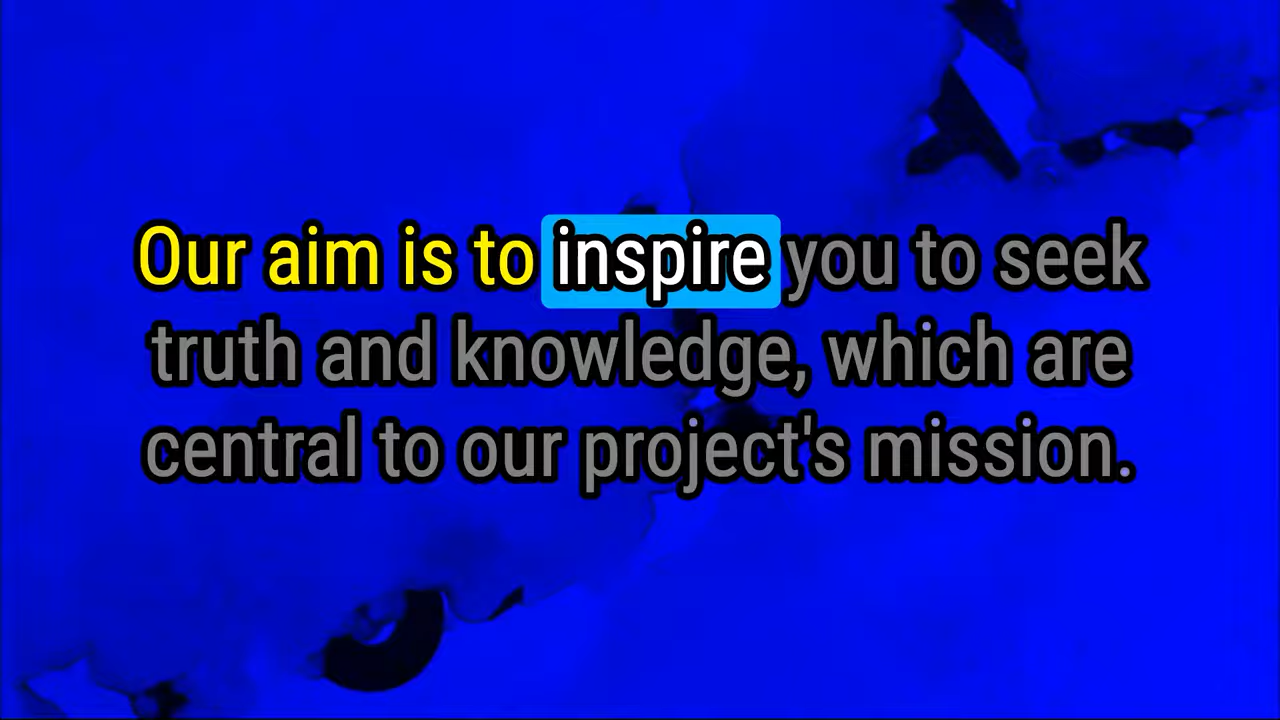 Our aim is to inspire you to seek
truth and knowledge, which are
central to our project's mission.